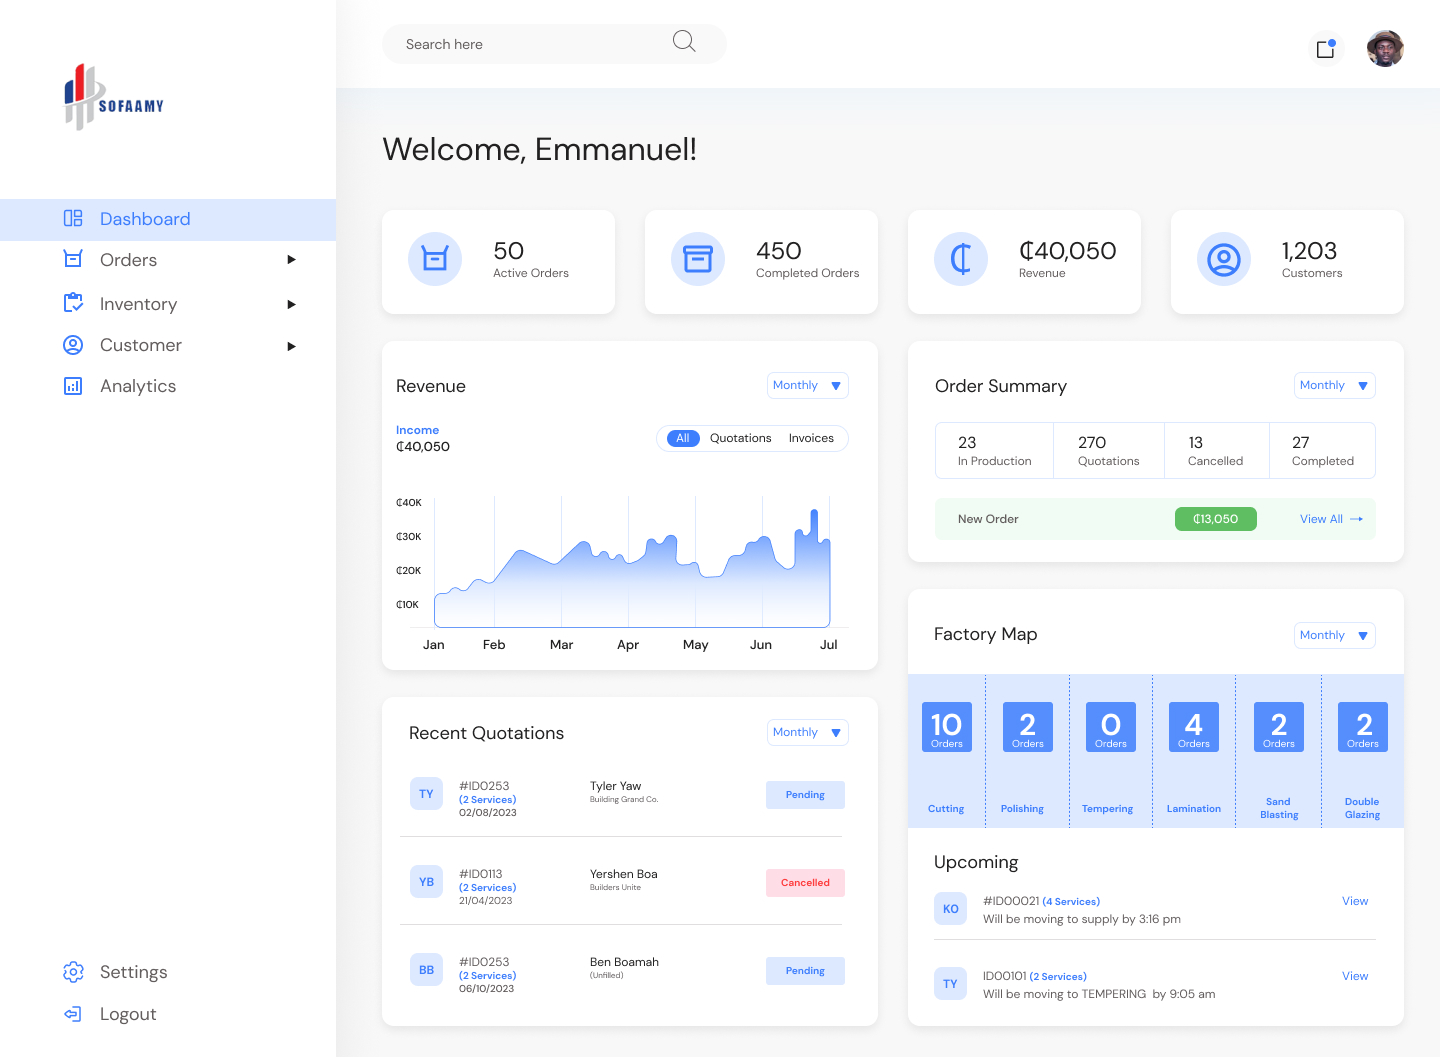 SOFAAMY
Dashboard
Orders
Inventory
Customer
Analytics
Settings
Logout
Search here
Welcome, Emmanuel!
50
Active Orders
450
Completed Orders
₵40,050
Revenue
1,203
Customers
Revenue
Monthly
Income
₵40,050
All Quotations Invoices
₵40K
₵30K
₵20K
₵10K
Jan Feb Mar Apr May Jun Jul
Order Summary
Monthly
23
In Production
270
Quotations
13
Cancelled
27
Completed
New Order ₵13,050 View All
Recent Quotations
Monthly
TY
#ID0253
(2 Services)
02/08/2023
Tyler Yaw
Building Grand Co.
Pending
YB
#ID0113
(2 Services)
21/04/2023
Yershen Boa
Builders Unite
Cancelled
BB
#ID0253
(2 Services)
06/10/2023
Ben Boamah
(Unfilled)
Pending
Factory Map
Monthly
10
Orders
Cutting
2
Orders
Polishing
0
Orders
Tempering
4
Orders
Lamination
2
Orders
Sand
Blasting
2
Orders
Double
Glazing
Upcoming
KO
#ID00021 (4 Services)
Will be moving to supply by 3:16 pm
View
TY
ID00101 (2 Services)
Will be moving to TEMPERING by 9:05 am
View